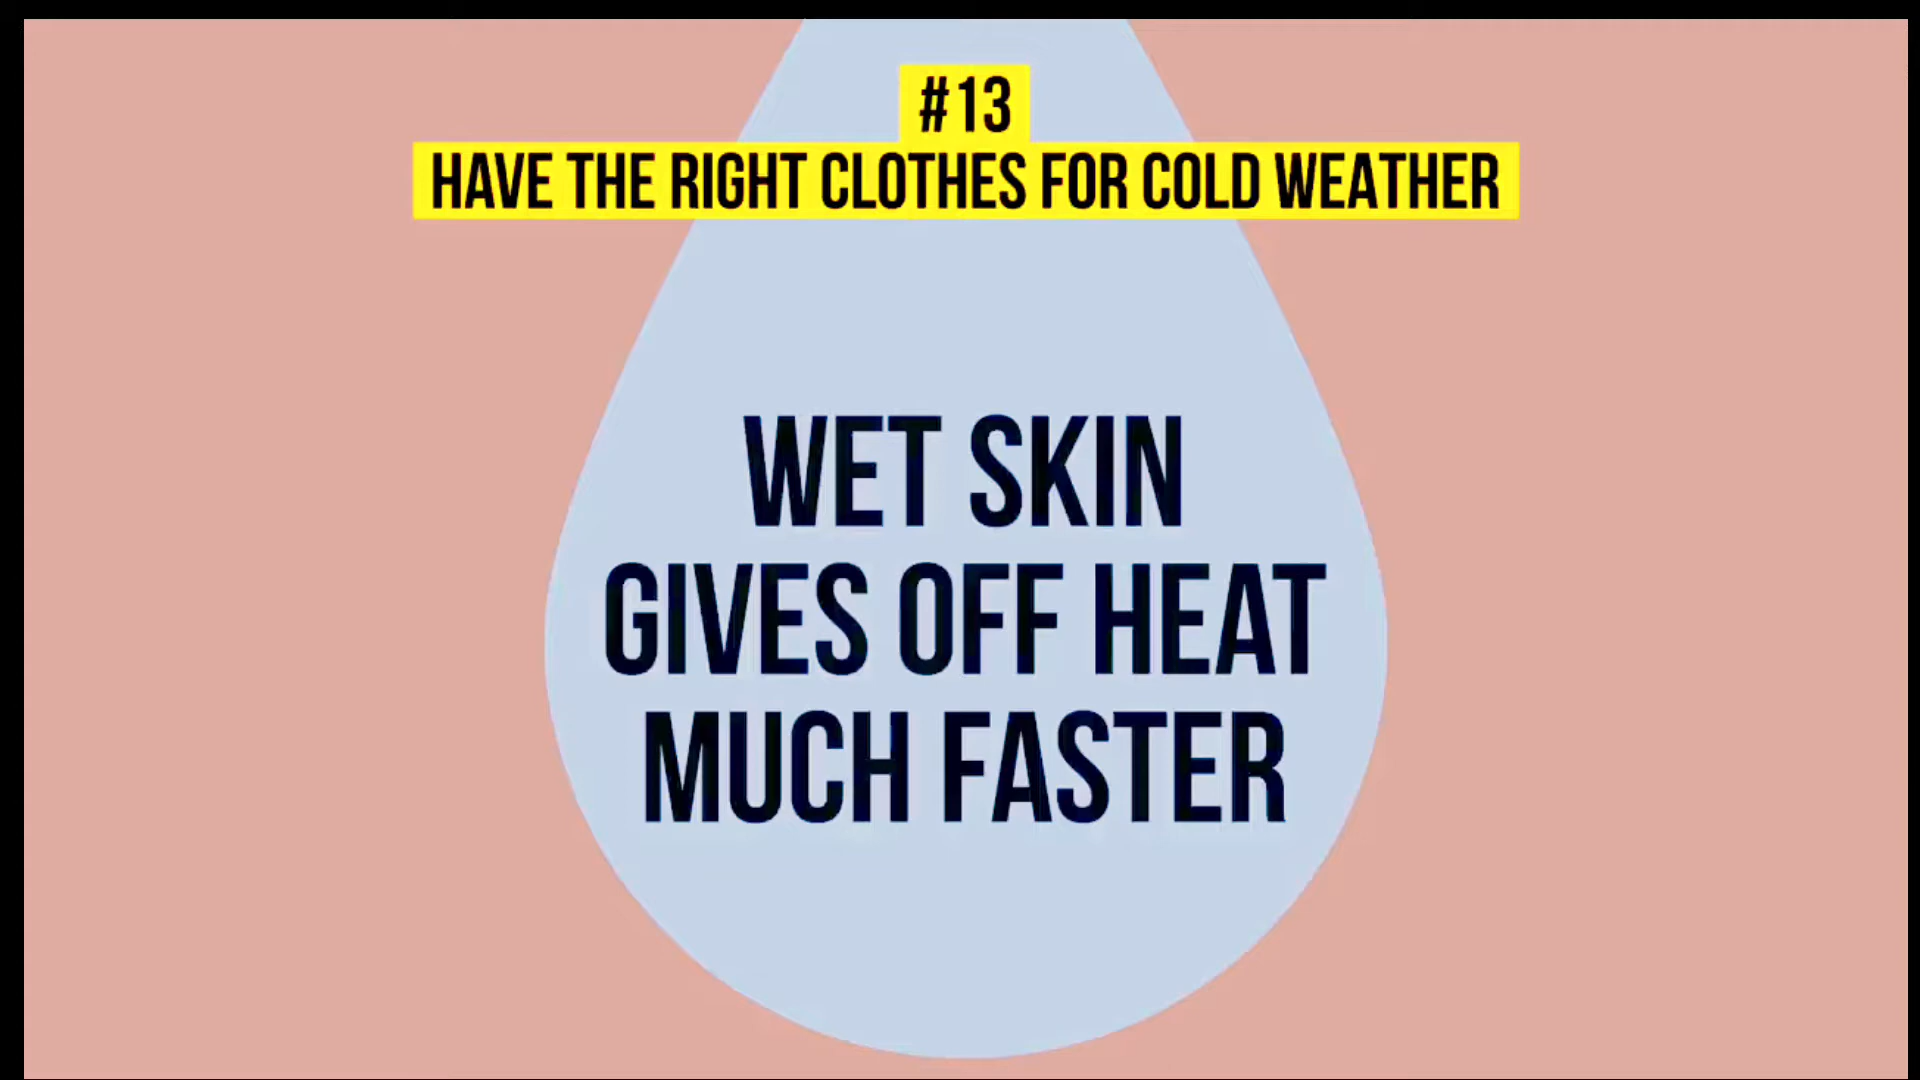 #13
HAVE THE RIGHT CLOTHES FOR COLD WEATHER
WET SKIN
GIVES OFF HEAT
MUCH FASTER